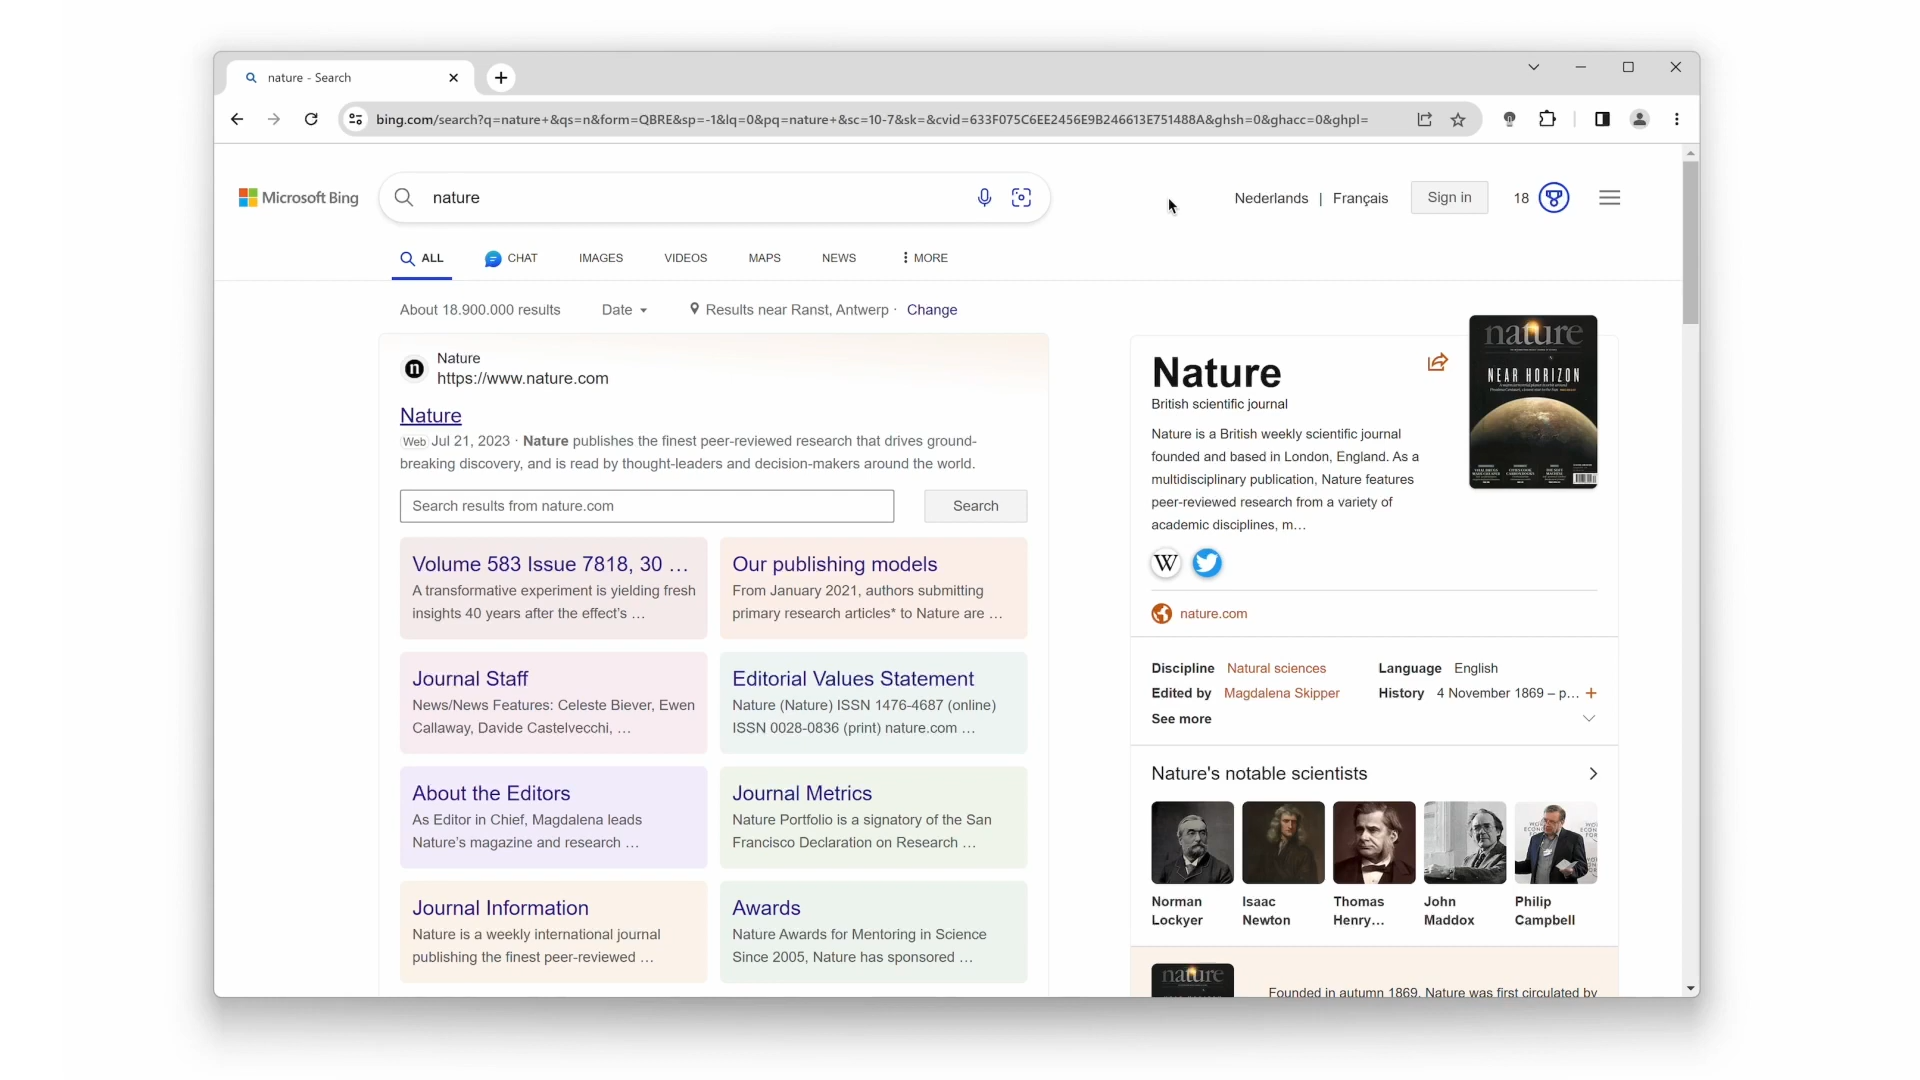 nature - Search
bing.com/search?q=nature+&qs=n&form=QBRE&sp=-1&lq=0&pq=nature+&sc=10-7&sk=&cvid=633F075C6EE2456E9B246613E751488A&ghsh=0&ghacc=0&ghpl=
Microsoft Bing
nature
Nederlands | Français
Sign in
18
ALL
CHAT
IMAGES
VIDEOS
MAPS
NEWS
MORE
About 18.900.000 results
Date
Results near Ranst, Antwerp ·
Change
n
Nature
https://www.nature.com
Nature
Web Jul 21, 2023 · Nature publishes the finest peer-reviewed research that drives ground-
breaking discovery, and is read by thought-leaders and decision-makers around the world.
Search results from nature.com
Search
Volume 583 Issue 7818, 30 …
A transformative experiment is yielding fresh
insights 40 years after the effect's …
Our publishing models
From January 2021, authors submitting
primary research articles* to Nature are …
Journal Staff
News/News Features: Celeste Biever, Ewen
Callaway, Davide Castelvecchi, …
Editorial Values Statement
Nature (Nature) ISSN 1476-4687 (online)
ISSN 0028-0836 (print) nature.com …
About the Editors
As Editor in Chief, Magdalena leads
Nature's magazine and research …
Journal Metrics
Nature Portfolio is a signatory of the San
Francisco Declaration on Research …
Journal Information
Nature is a weekly international journal
publishing the finest peer-reviewed …
Awards
Nature Awards for Mentoring in Science
Since 2005, Nature has sponsored …
Nature
British scientific journal
Nature is a British weekly scientific journal
founded and based in London, England. As a
multidisciplinary publication, Nature features
peer-reviewed research from a variety of
academic disciplines, m…
nature
NEAR HORIZON
W
nature.com
Discipline Natural sciences
Language English
Edited by Magdalena Skipper
History 4 November 1869 – p… +
See more
Nature's notable scientists
Norman
Lockyer
Isaac
Newton
Thomas
Henry…
John
Maddox
Philip
Campbell
nature
Founded in autumn 1869, Nature was first circulated by